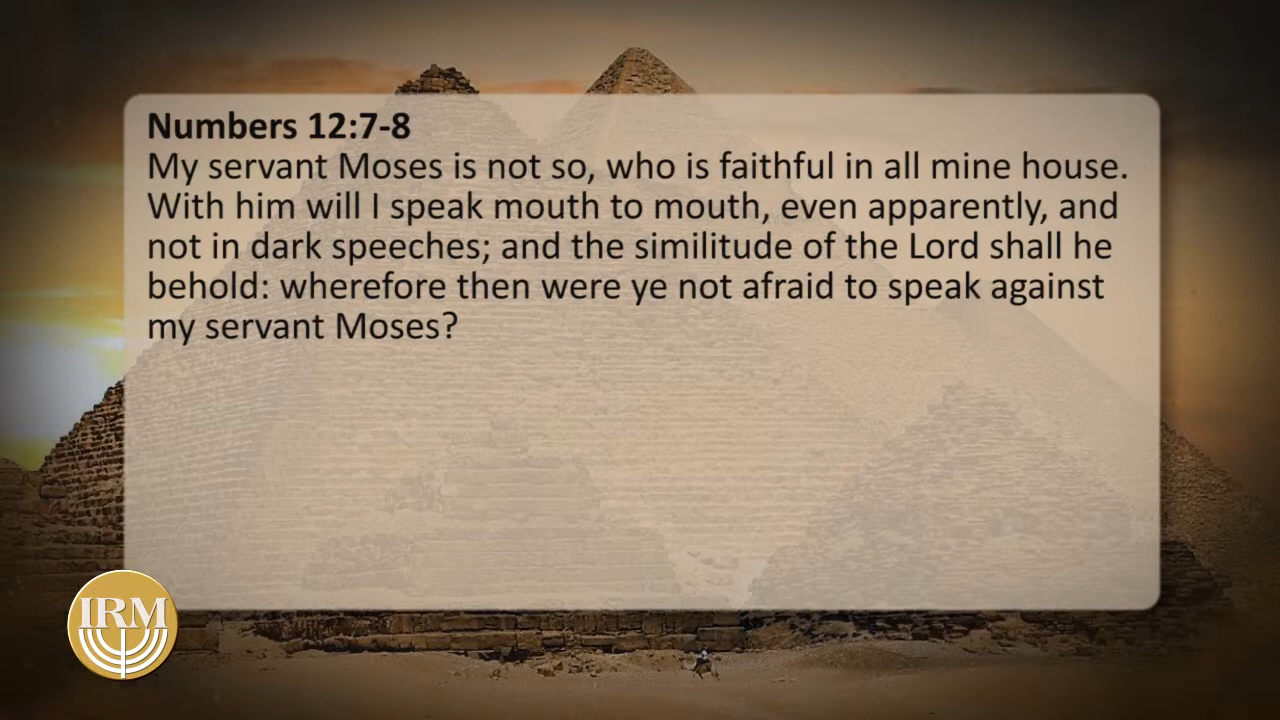 Numbers 12:7-8
My servant Moses is not so, who is faithful in all mine house.
With him will I speak mouth to mouth, even apparently, and
not in dark speeches; and the similitude of the Lord shall he
behold: wherefore then were ye not afraid to speak against
my servant Moses?
IRM